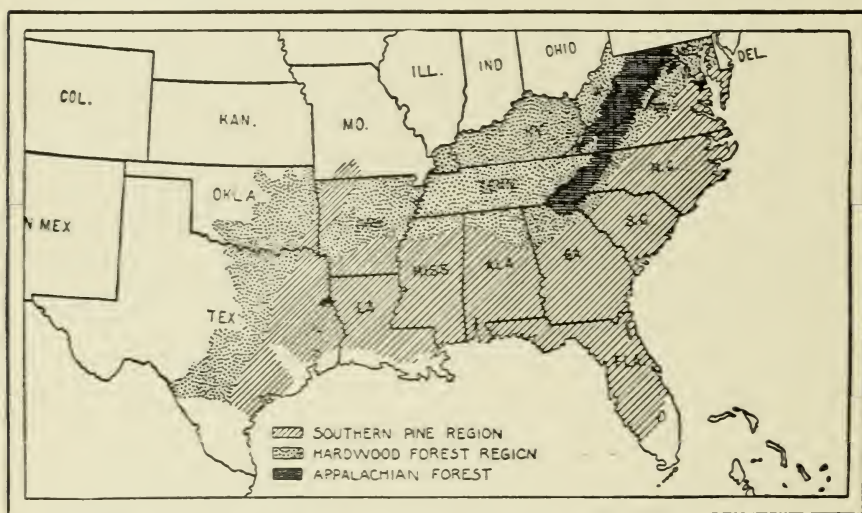 COL.
KAN.
MO.
ILL.
IND
OHIO
DEL.
N MEX
OKLA.
TENN.
N.C.
S.C.
MISS
ALA
GA
TEX
LA
FLA.
SOUTHERN PINE REGION
HARDWOOD FOREST REGION
APPALACHIAN FOREST